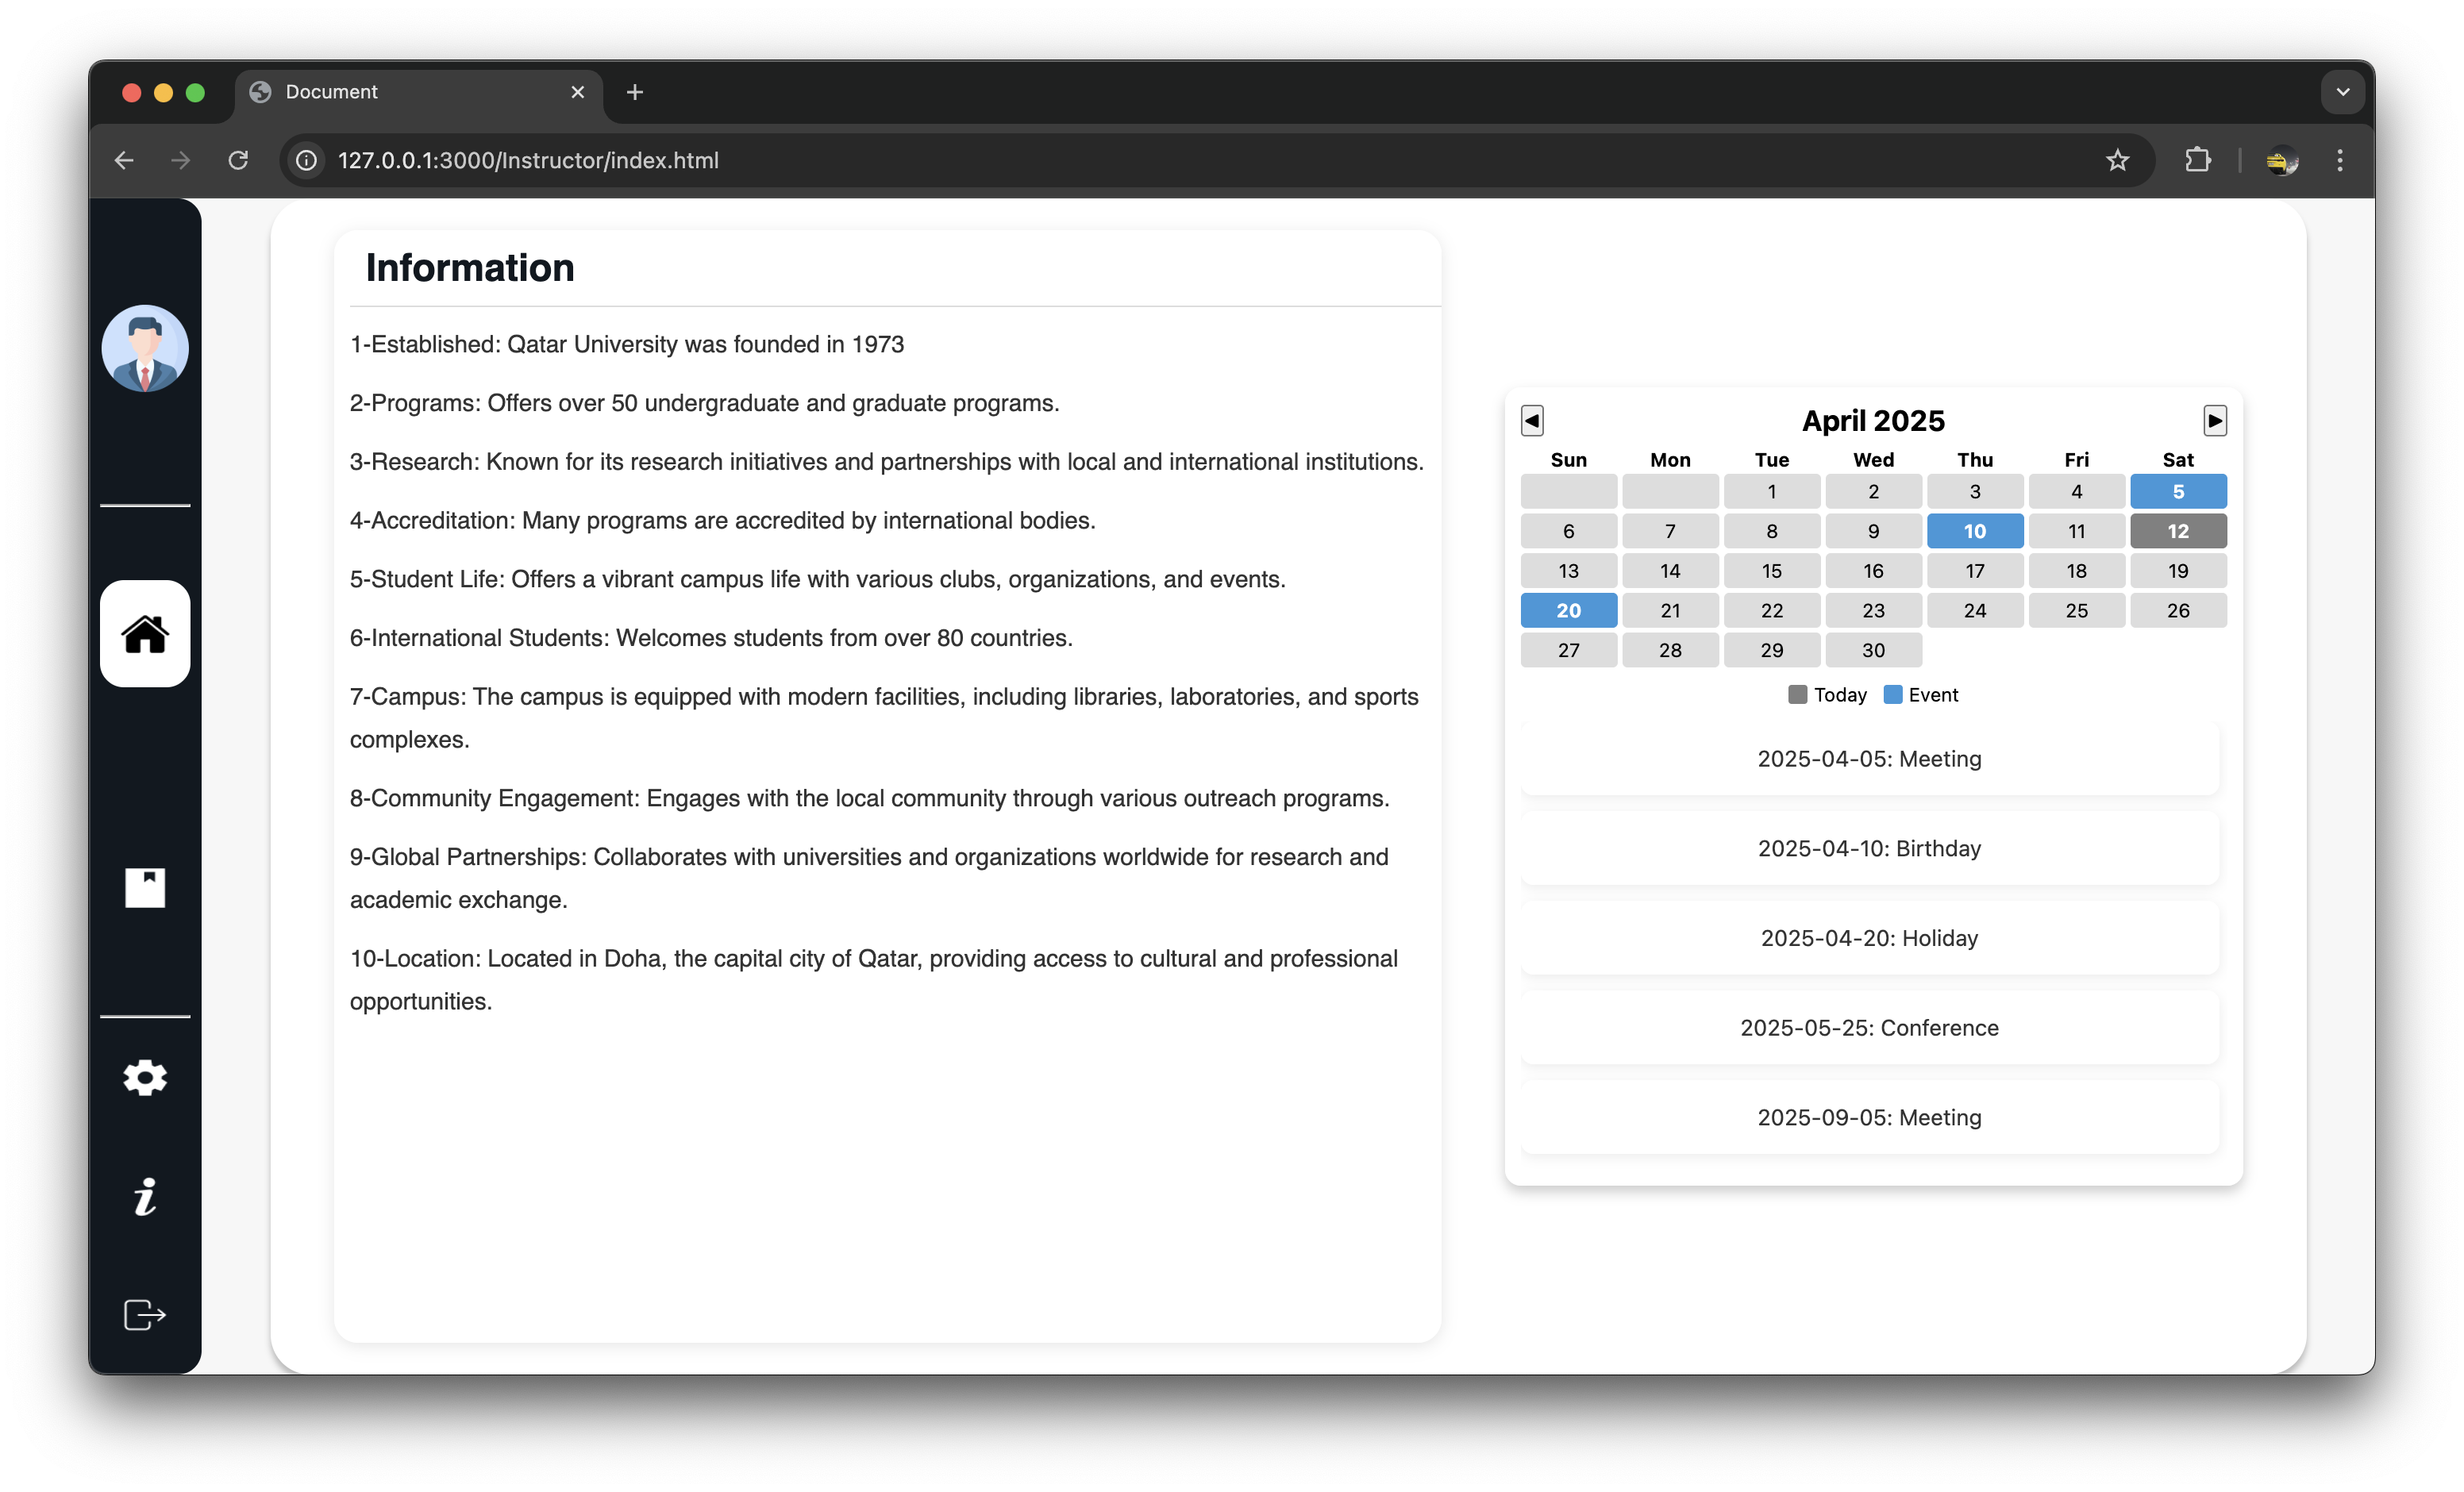 Document
127.0.0.1:3000/Instructor/index.html
Information
1-Established: Qatar University was founded in 1973
2-Programs: Offers over 50 undergraduate and graduate programs.
3-Research: Known for its research initiatives and partnerships with local and international institutions.
4-Accreditation: Many programs are accredited by international bodies.
5-Student Life: Offers a vibrant campus life with various clubs, organizations, and events.
6-International Students: Welcomes students from over 80 countries.
7-Campus: The campus is equipped with modern facilities, including libraries, laboratories, and sports
complexes.
8-Community Engagement: Engages with the local community through various outreach programs.
9-Global Partnerships: Collaborates with universities and organizations worldwide for research and
academic exchange.
10-Location: Located in Doha, the capital city of Qatar, providing access to cultural and professional
opportunities.
April 2025
Sun Mon Tue Wed Thu Fri Sat
1 2 3 4 5
6 7 8 9 10 11 12
13 14 15 16 17 18 19
20 21 22 23 24 25 26
27 28 29 30
Today Event
2025-04-05: Meeting
2025-04-10: Birthday
2025-04-20: Holiday
2025-05-25: Conference
2025-09-05: Meeting